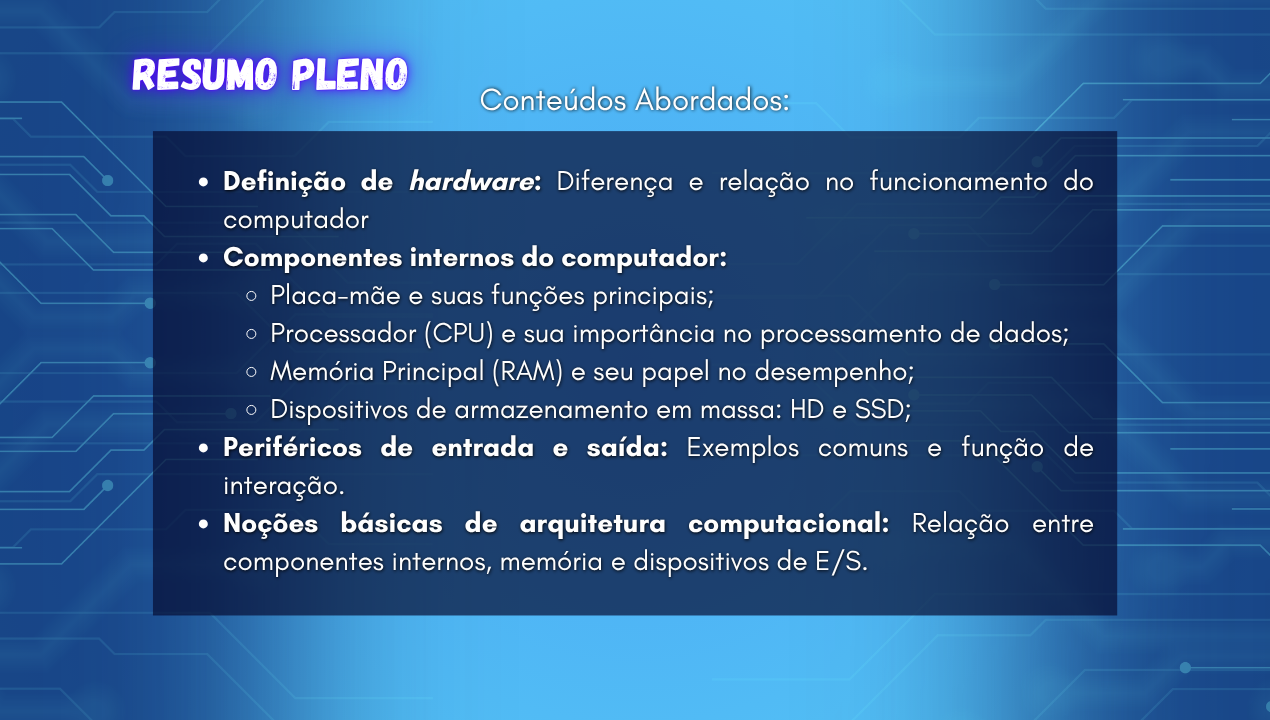 RESUMO PLENO
Conteúdos Abordados:
• Definição de hardware: Diferença e relação no funcionamento do
computador
• Componentes internos do computador:
○ Placa-mãe e suas funções principais;
○ Processador (CPU) e sua importância no processamento de dados;
○ Memória Principal (RAM) e seu papel no desempenho;
○ Dispositivos de armazenamento em massa: HD e SSD;
• Periféricos de entrada e saída: Exemplos comuns e função de
interação.
• Noções básicas de arquitetura computacional: Relação entre
componentes internos, memória e dispositivos de E/S.